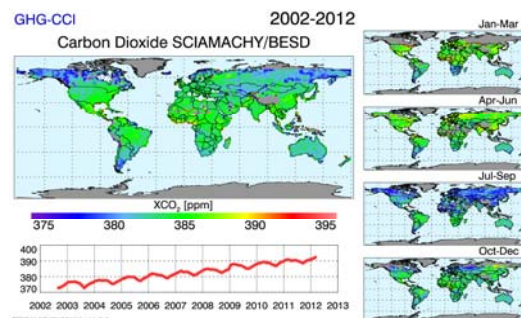 GHG-CCI 2002-2012
Carbon Dioxide SCIAMACHY/BESD
XCO₂ [ppm]
375 380 385 390 395
400
390
380
370
2002 2003 2004 2005 2006 2007 2008 2009 2010 2011 2012 2013
Jan-Mar
Apr-Jun
Jul-Sep
Oct-Dec